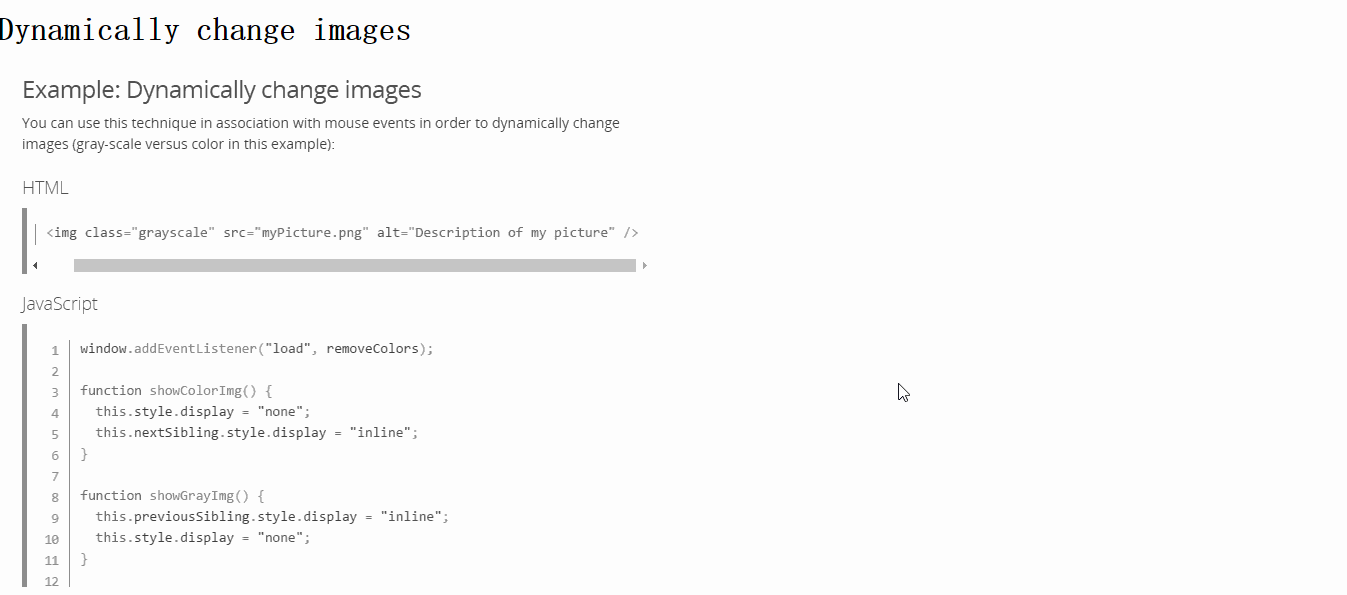 Dynamically change images
Example: Dynamically change images
You can use this technique in association with mouse events in order to dynamically change
images (gray-scale versus color in this example):
HTML
<img class="grayscale" src="myPicture.png" alt="Description of my picture" />
JavaScript
1 window.addEventListener("load", removeColors);
2
3 function showColorImg() {
4   this.style.display = "none";
5   this.nextSibling.style.display = "inline";
6 }
7
8 function showGrayImg() {
9   this.previousSibling.style.display = "inline";
10   this.style.display = "none";
11 }
12